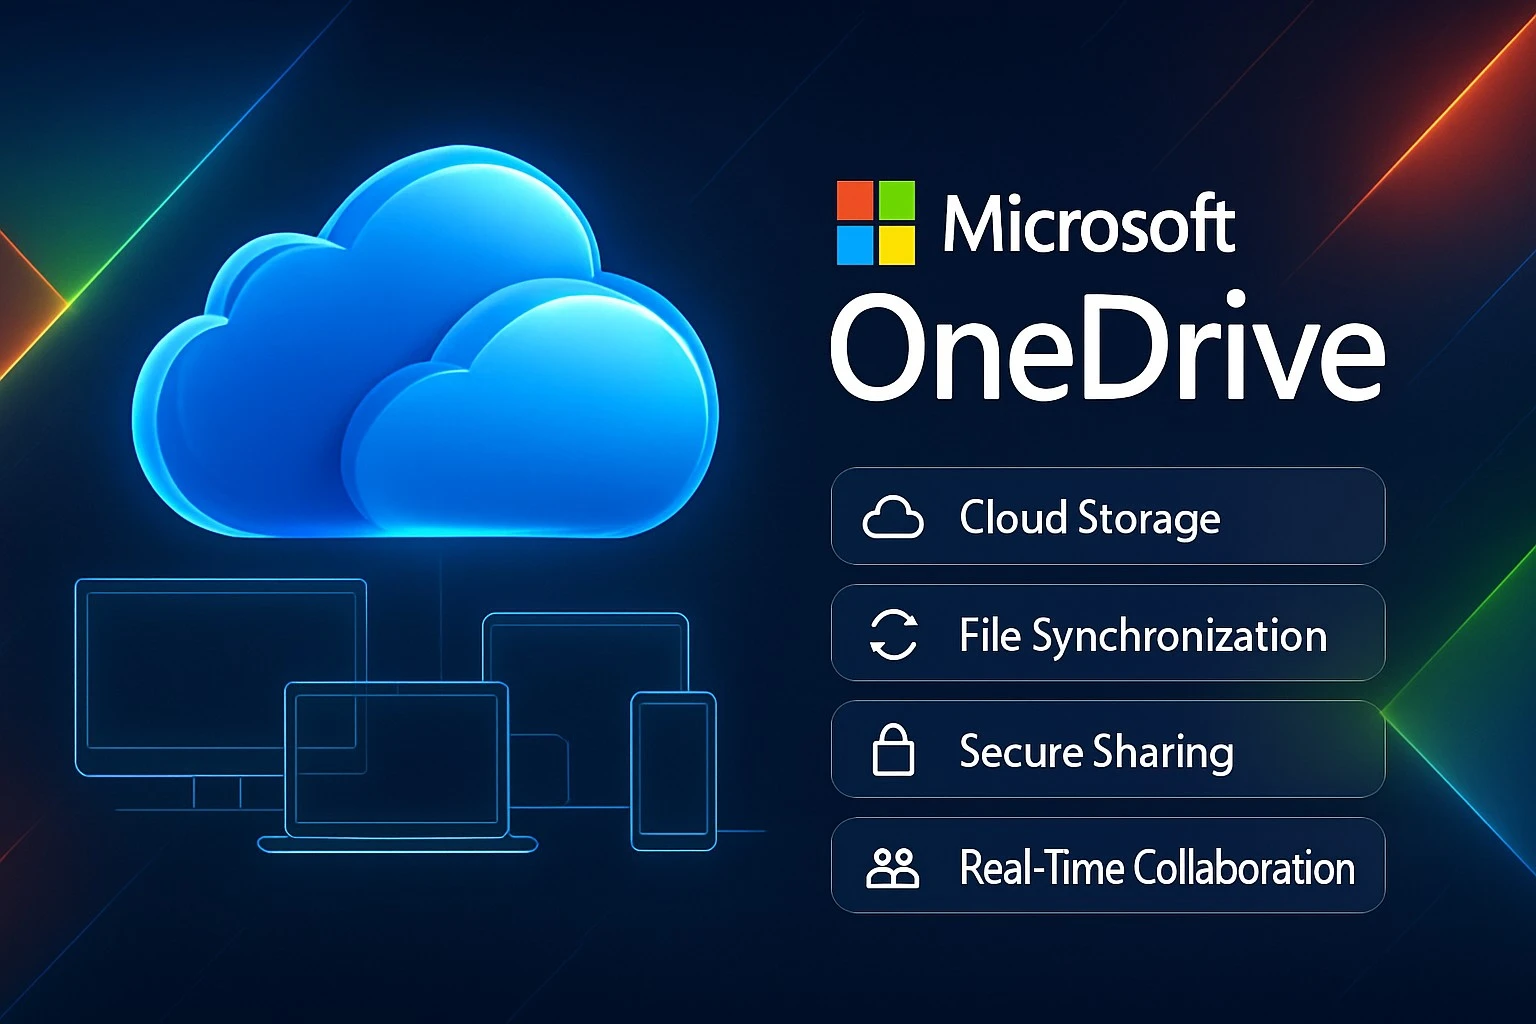 Microsoft
OneDrive
Cloud Storage
File Synchronization
Secure Sharing
Real-Time Collaboration